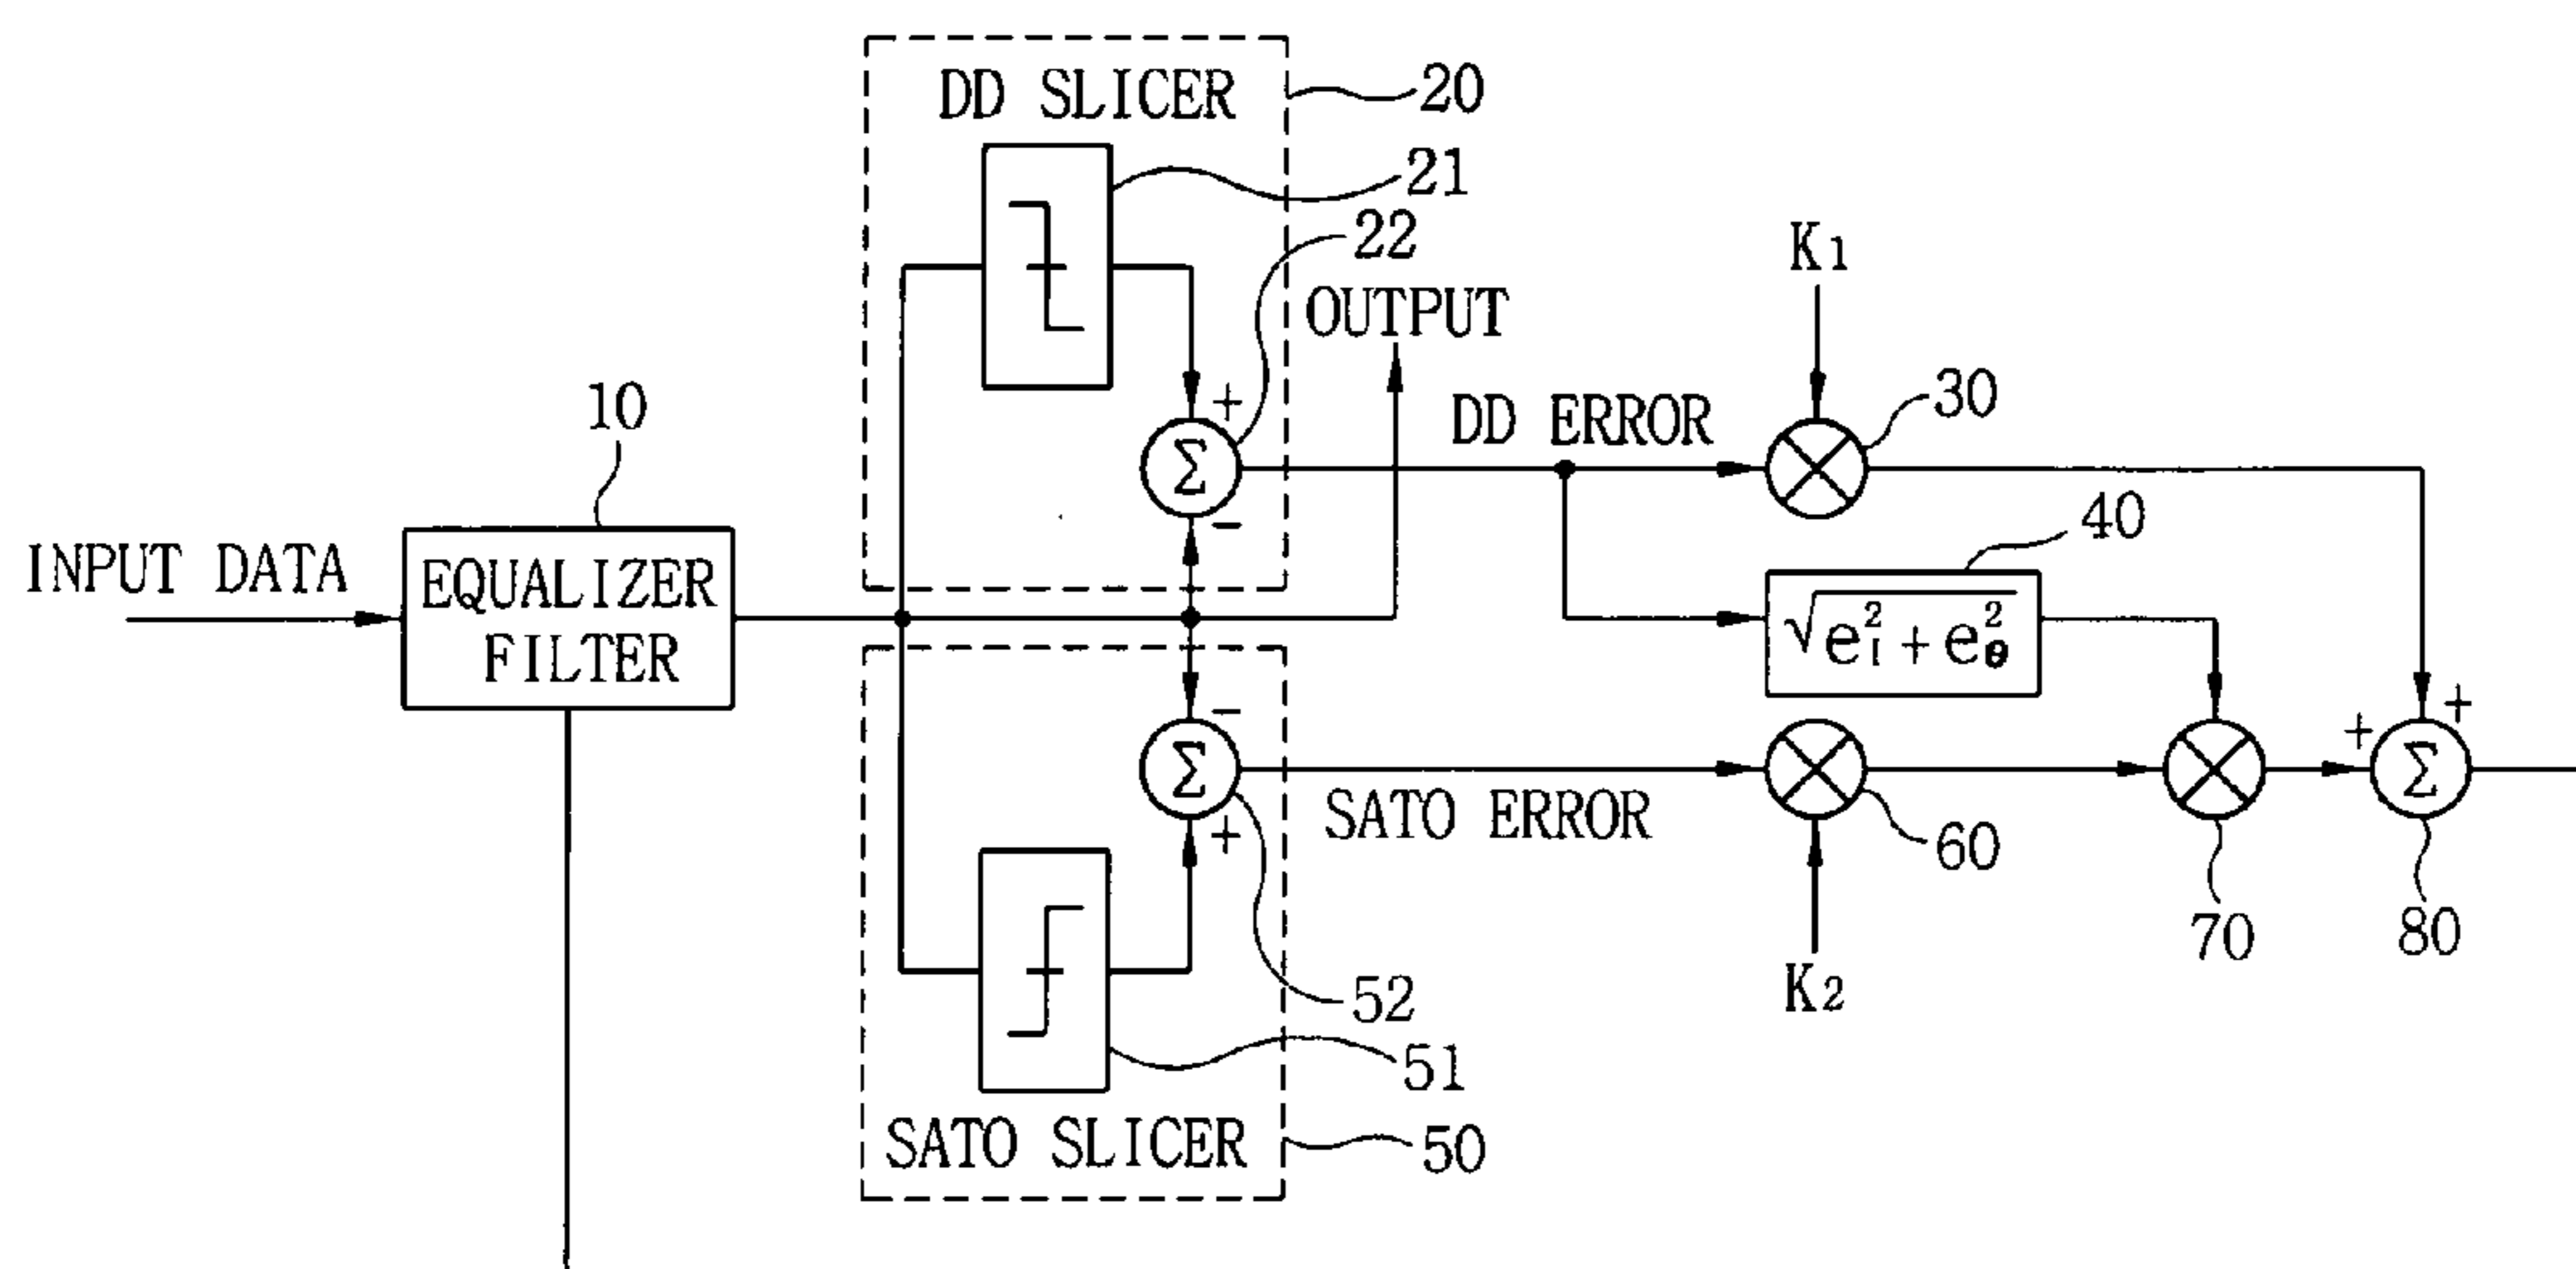 DD SLICER
20
21
22
OUTPUT
K1
10
+
DD ERROR
30
Σ
−
40
INPUT DATA
EQUALIZER
FILTER
√e²I + e²Q
−
+
+
Σ
Σ
SATO ERROR
+
60
70
80
K2
52
51
SATO SLICER
50